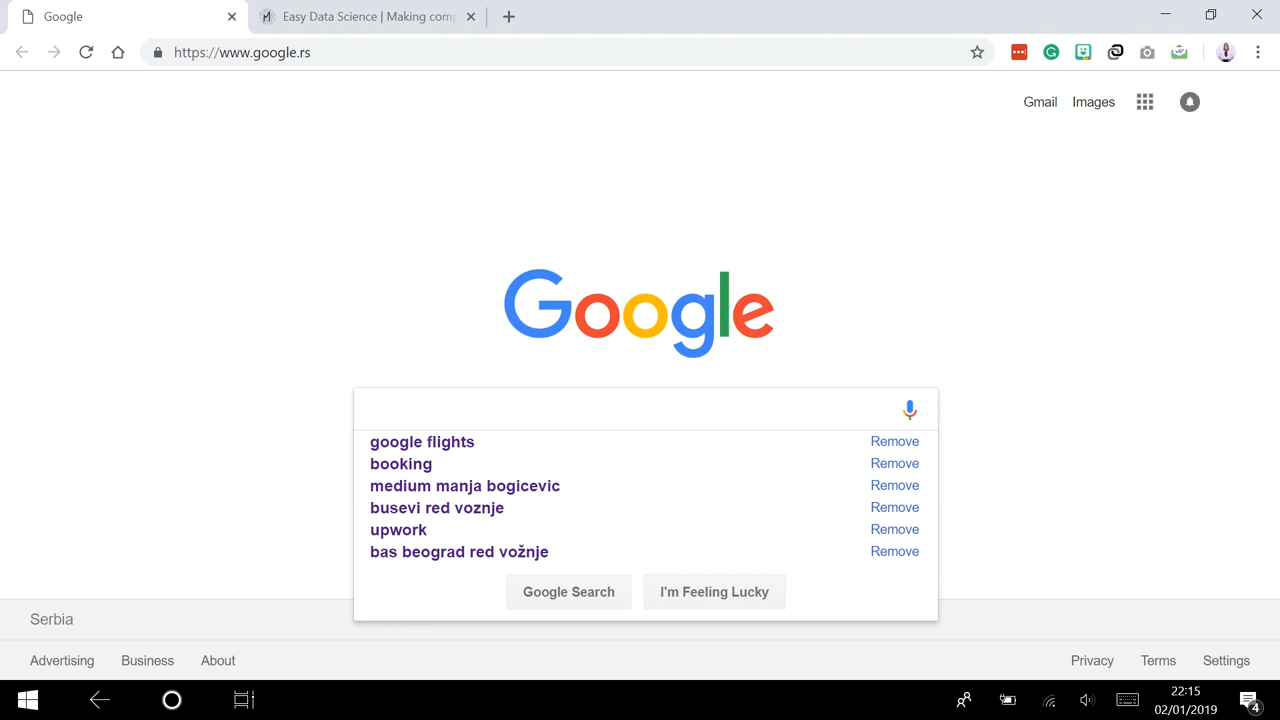 Google
Easy Data Science | Making comp
https://www.google.rs
Gmail
Images
Google
google flights Remove
booking Remove
medium manja bogicevic Remove
busevi red voznje Remove
upwork Remove
bas beograd red vožnje Remove
Google Search
I'm Feeling Lucky
Serbia
Advertising
Business
About
Privacy
Terms
Settings
22:15
02/01/2019
4